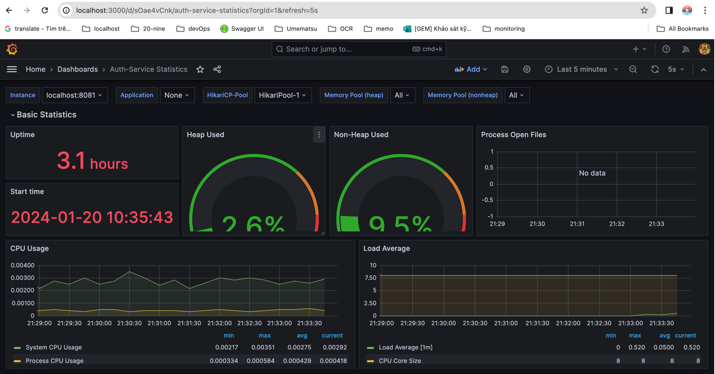 localhost:3000/d/sOae4vCnk/auth-service-statistics?orgId=1&refresh=5s
translate - Tìm trê... localhost 20-nine devOps Swagger UI Umematsu OCR memo [GEM] Khảo sát kỹ... monitoring All Bookmarks
Search or jump to... cmd+k
Home > Dashboards > Auth-Service Statistics Add Last 5 minutes 5s
Instance localhost:8081 Application None HikariCP-Pool HikariPool-1 Memory Pool (heap) All Memory Pool (nonheap) All
Basic Statistics
Uptime
3.1 hours
Start time
2024-01-20 10:35:43
Heap Used
2.6%
Non-Heap Used
9.5%
Process Open Files
1
0.5
0
-0.5
-1
No data
21:29 21:30 21:31 21:32 21:33
CPU Usage
0.00400
0.00300
0.00200
0.00100
0
21:29:00 21:29:30 21:30:00 21:30:30 21:31:00 21:31:30 21:32:00 21:32:30 21:33:00 21:33:30
min max avg current
System CPU Usage 0.00217 0.00351 0.00275 0.00292
Process CPU Usage 0.000334 0.000584 0.000429 0.000418
Load Average
10
7.50
5
2.50
0
21:29:00 21:29:30 21:30:00 21:30:30 21:31:00 21:31:30 21:32:00 21:32:30 21:33:00 21:33:30
min max avg current
Load Average [1m] 0 0.520 0.0500 0.520
CPU Core Size 8 8 8 8